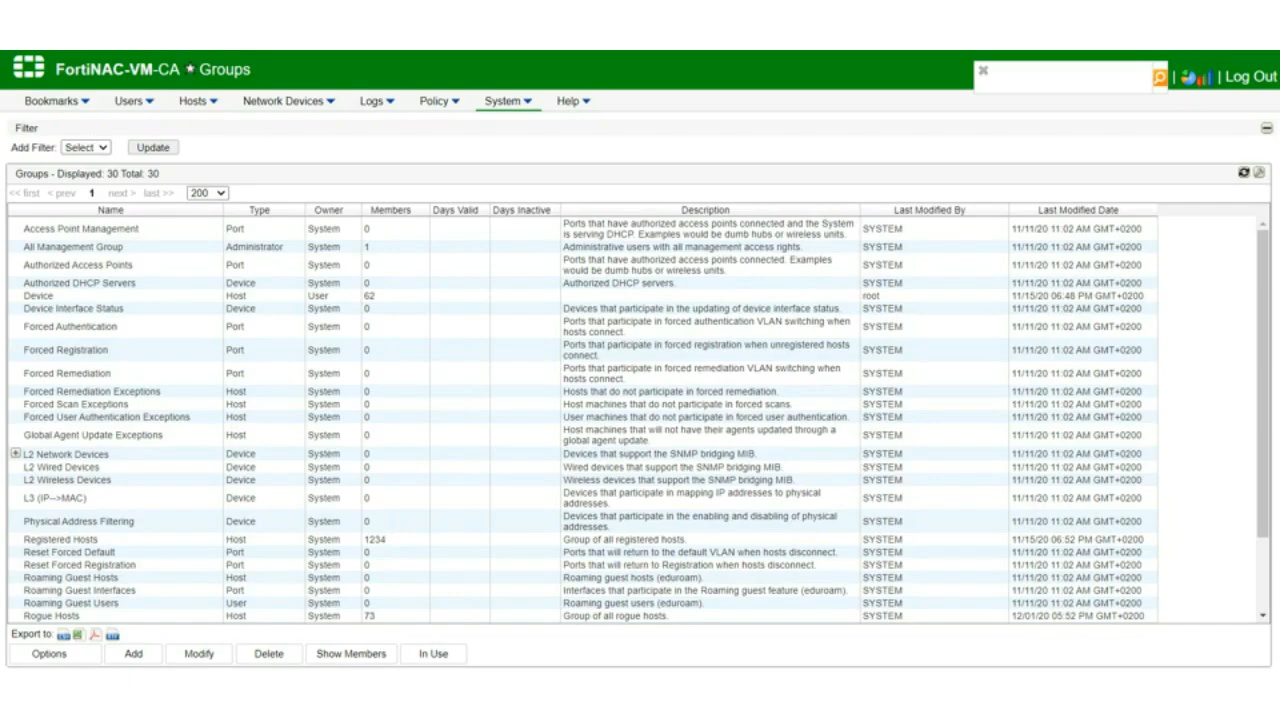 FortiNAC-VM-CA ★ Groups
| | Log Out
Bookmarks Users Hosts Network Devices Logs Policy System Help
Filter
Add Filter: Select Update
Groups - Displayed: 30 Total: 30
<< first < prev 1 next > last >> 200
Name Type Owner Members Days Valid Days Inactive Description Last Modified By Last Modified Date
Access Point Management Port System 0 Ports that have authorized access points connected and the System
is serving DHCP. Examples would be dumb hubs or wireless units. SYSTEM 11/11/20 11:02 AM GMT+0200
All Management Group Administrator System 1 Administrative users with all management access rights. SYSTEM 11/11/20 11:02 AM GMT+0200
Authorized Access Points Port System 0 Ports that have authorized access points connected. Examples
would be dumb hubs or wireless units. SYSTEM 11/11/20 11:02 AM GMT+0200
Authorized DHCP Servers Device System 0 Authorized DHCP servers. SYSTEM 11/11/20 11:02 AM GMT+0200
Device Host User 62 root 11/15/20 06:48 PM GMT+0200
Device Interface Status Device System 0 Devices that participate in the updating of device interface status. SYSTEM 11/11/20 11:02 AM GMT+0200
Forced Authentication Port System 0 Ports that participate in forced authentication VLAN switching when
hosts connect. SYSTEM 11/11/20 11:02 AM GMT+0200
Forced Registration Port System 0 Ports that participate in forced registration when unregistered hosts
connect. SYSTEM 11/11/20 11:02 AM GMT+0200
Forced Remediation Port System 0 Ports that participate in forced remediation VLAN switching when
hosts connect. SYSTEM 11/11/20 11:02 AM GMT+0200
Forced Remediation Exceptions Host System 0 Hosts that do not participate in forced remediation. SYSTEM 11/11/20 11:02 AM GMT+0200
Forced Scan Exceptions Host System 0 Host machines that do not participate in forced scans. SYSTEM 11/11/20 11:02 AM GMT+0200
Forced User Authentication Exceptions Host System 0 User machines that do not participate in forced user authentication. SYSTEM 11/11/20 11:02 AM GMT+0200
Global Agent Update Exceptions Host System 0 Host machines that will not have their agents updated through a
global agent update. SYSTEM 11/11/20 11:02 AM GMT+0200
L2 Network Devices Device System 0 Devices that support the SNMP bridging MIB. SYSTEM 11/11/20 11:02 AM GMT+0200
L2 Wired Devices Device System 0 Wired devices that support the SNMP bridging MIB. SYSTEM 11/11/20 11:02 AM GMT+0200
L2 Wireless Devices Device System 0 Wireless devices that support the SNMP bridging MIB. SYSTEM 11/11/20 11:02 AM GMT+0200
L3 (IP-->MAC) Device System 0 Devices that participate in mapping IP addresses to physical
addresses. SYSTEM 11/11/20 11:02 AM GMT+0200
Physical Address Filtering Device System 0 Devices that participate in the enabling and disabling of physical
addresses. SYSTEM 11/11/20 11:02 AM GMT+0200
Registered Hosts Host System 1234 Group of all registered hosts. SYSTEM 11/15/20 06:52 PM GMT+0200
Reset Forced Default Port System 0 Ports that will return to the default VLAN when hosts disconnect. SYSTEM 11/11/20 11:02 AM GMT+0200
Reset Forced Registration Port System 0 Ports that will return to Registration when hosts disconnect. SYSTEM 11/11/20 11:02 AM GMT+0200
Roaming Guest Hosts Host System 0 Roaming guest hosts (eduroam). SYSTEM 11/11/20 11:02 AM GMT+0200
Roaming Guest Interfaces Port System 0 Interfaces that participate in the Roaming guest feature (eduroam). SYSTEM 11/11/20 11:02 AM GMT+0200
Roaming Guest Users User System 0 Roaming guest users (eduroam). SYSTEM 11/11/20 11:02 AM GMT+0200
Rogue Hosts Host System 73 Group of all rogue hosts. SYSTEM 12/01/20 05:52 PM GMT+0200
Export to:
Options Add Modify Delete Show Members In Use